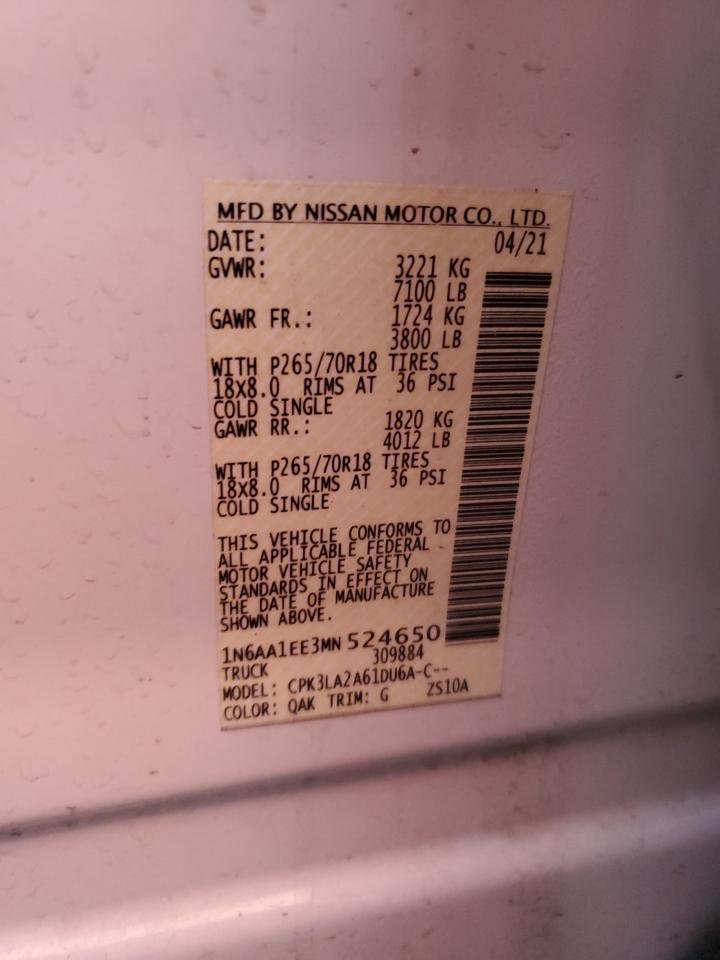 MFD BY NISSAN MOTOR CO., LTD.
DATE: 04/21
GVWR: 3221 KG
7100 LB
GAWR FR.: 1724 KG
3800 LB
WITH P265/70R18 TIRES
18X8.0 RIMS AT 36 PSI
COLD SINGLE
GAWR RR.: 1820 KG
4012 LB
WITH P265/70R18 TIRES
18X8.0 RIMS AT 36 PSI
COLD SINGLE
THIS VEHICLE CONFORMS TO
ALL APPLICABLE FEDERAL
MOTOR VEHICLE SAFETY
STANDARDS IN EFFECT ON
THE DATE OF MANUFACTURE
SHOWN ABOVE.
1N6AA1EE3MN 524650
TRUCK 309884
MODEL: CPK3LA2A61DU6A-C--
COLOR: QAK TRIM: G ZS10A